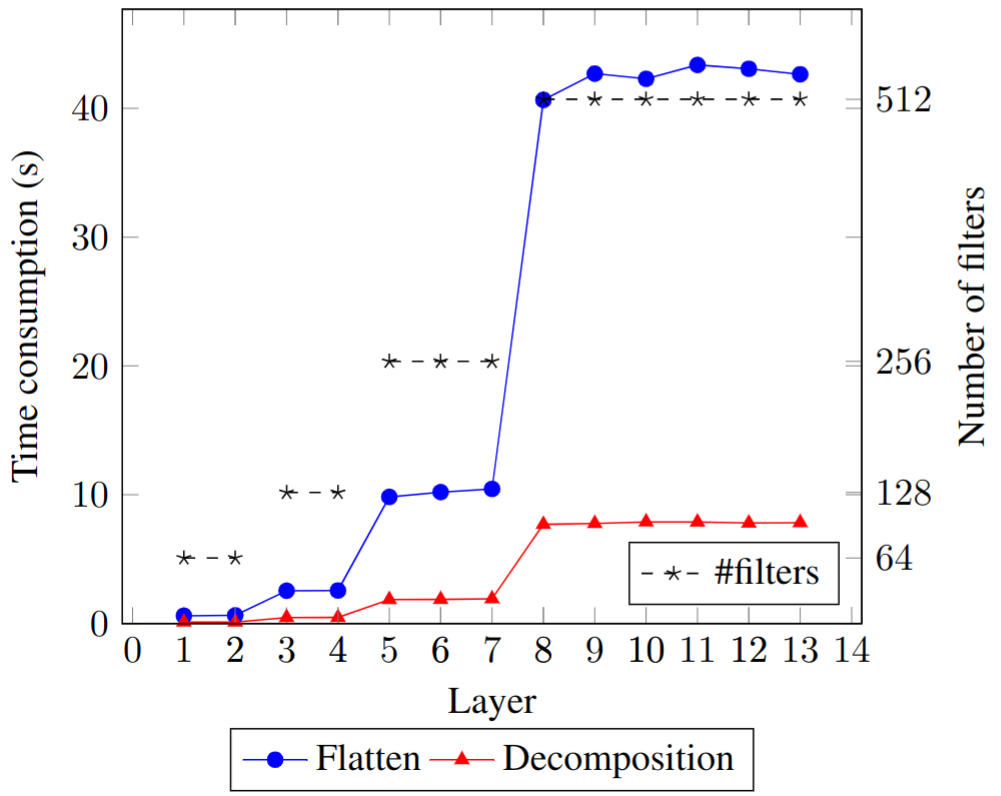 Time consumption (s)
40
30
20
10
0
512
256
128
64
Number of filters
#filters
0 1 2 3 4 5 6 7 8 9 10 11 12 13 14
Layer
Flatten Decomposition